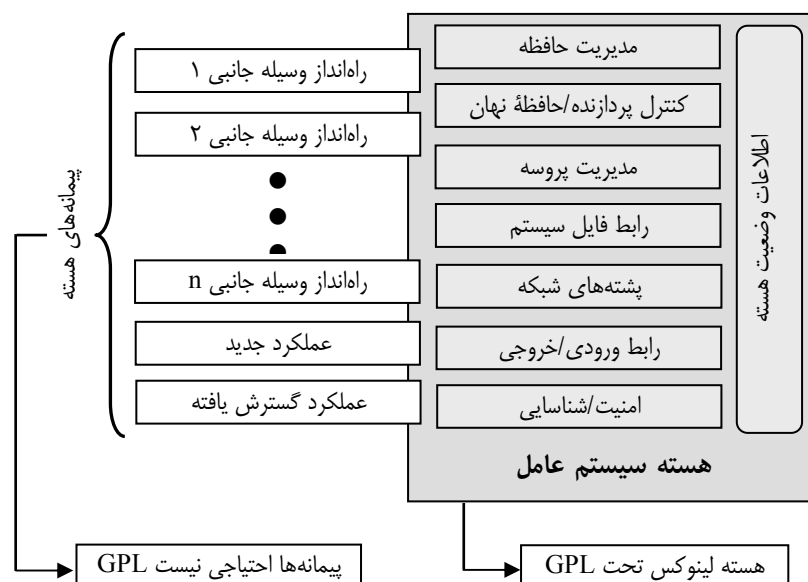 مدیریت حافظه
کنترل پردازنده/حافظۀ نهان
مدیریت پروسه
رابط فایل سیستم
پشته‌های شبکه
رابط ورودی/خروجی
امنیت/شناسایی
اطلاعات وضعیت هسته
هسته سیستم عامل
راه‌انداز وسیله جانبی ۱
راه‌انداز وسیله جانبی ۲
راه‌انداز وسیله جانبی n
عملکرد جدید
عملکرد گسترش یافته
پیمانه‌های هسته
هسته لینوکس تحت GPL
پیمانه‌ها احتیاجی نیست GPL